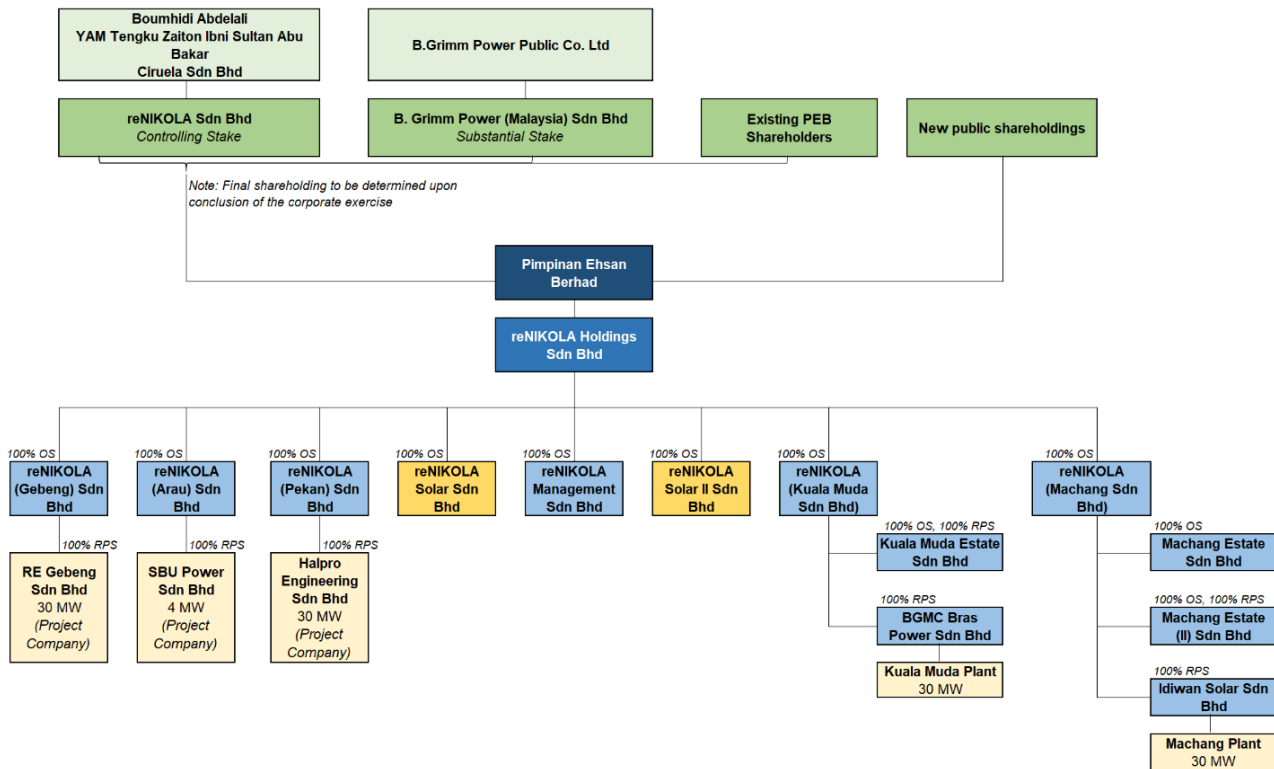 Boumhidi Abdelali
YAM Tengku Zaiton Ibni Sultan Abu
Bakar
Ciruela Sdn Bhd
B.Grimm Power Public Co. Ltd
reNIKOLA Sdn Bhd
Controlling Stake
B. Grimm Power (Malaysia) Sdn Bhd
Substantial Stake
Existing PEB
Shareholders
New public shareholdings
Note: Final shareholding to be determined upon
conclusion of the corporate exercise
Pimpinan Ehsan
Berhad
reNIKOLA Holdings
Sdn Bhd
100% OS
reNIKOLA
(Gebeng) Sdn
Bhd
100% OS
reNIKOLA
(Arau) Sdn
Bhd
100% OS
reNIKOLA
(Pekan) Sdn
Bhd
100% OS
reNIKOLA
Solar Sdn
Bhd
100% OS
reNIKOLA
Management
Sdn Bhd
100% OS
reNIKOLA
Solar II Sdn
Bhd
100% OS
reNIKOLA
(Kuala Muda
Sdn Bhd)
100% OS
reNIKOLA
(Machang Sdn
Bhd)
100% RPS
RE Gebeng
Sdn Bhd
30 MW
(Project
Company)
100% RPS
SBU Power
Sdn Bhd
4 MW
(Project
Company)
100% RPS
Halpro
Engineering
Sdn Bhd
30 MW
(Project
Company)
100% OS, 100% RPS
Kuala Muda Estate
Sdn Bhd
100% RPS
BGMC Bras
Power Sdn Bhd
Kuala Muda Plant
30 MW
100% OS
Machang Estate
Sdn Bhd
100% OS, 100% RPS
Machang Estate
(II) Sdn Bhd
100% RPS
Idiwan Solar Sdn
Bhd
Machang Plant
30 MW